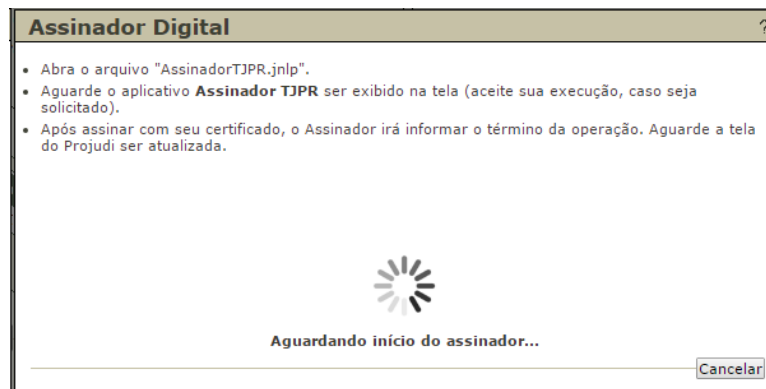 Assinador Digital ?
• Abra o arquivo "AssinadorTJPR.jnlp".
• Aguarde o aplicativo Assinador TJPR ser exibido na tela (aceite sua execução, caso seja
solicitado).
• Após assinar com seu certificado, o Assinador irá informar o término da operação. Aguarde a tela
do Projudi ser atualizada.
Aguardando início do assinador...
Cancelar